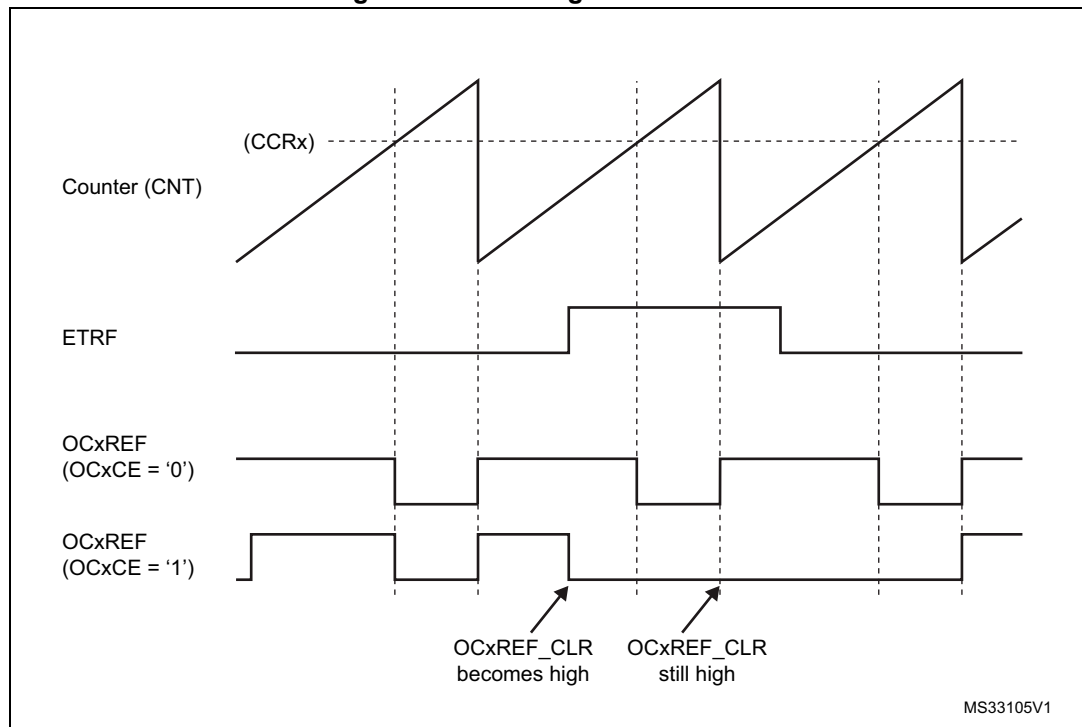 (CCRx)
Counter (CNT)
ETRF
OCxREF
(OCxCE = ‘0’)
OCxREF
(OCxCE = ‘1’)
OCxREF_CLR
becomes high
OCxREF_CLR
still high
MS33105V1